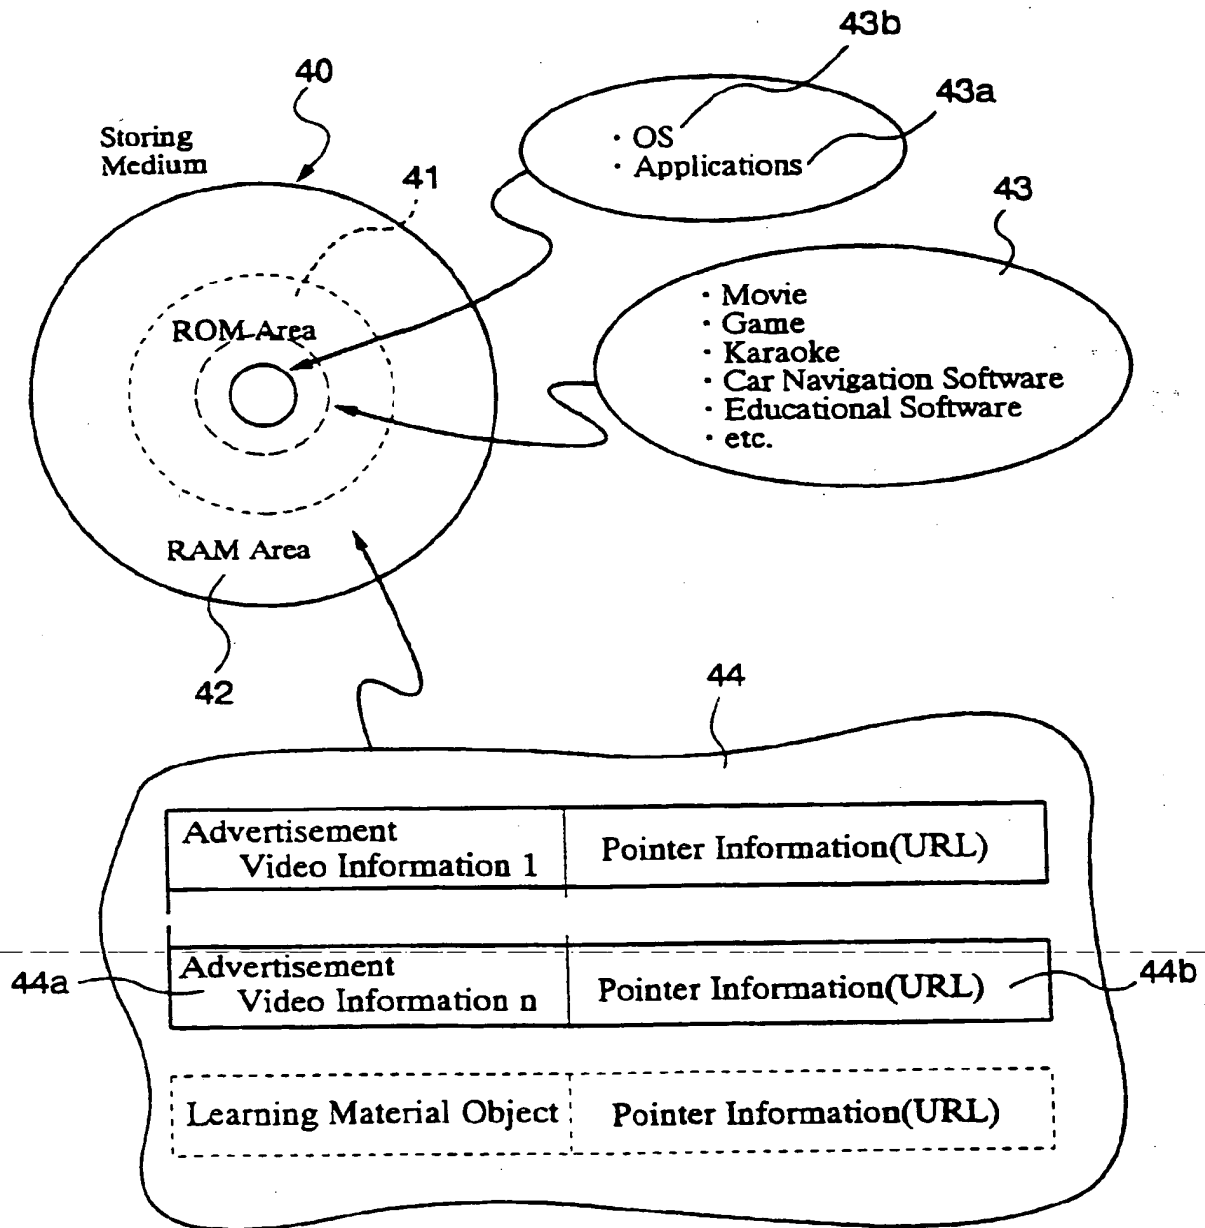 43b
40
43a
Storing
Medium
· OS
· Applications
41
43
ROM Area
· Movie
· Game
· Karaoke
· Car Navigation Software
· Educational Software
· etc.
RAM Area
42
44
Advertisement
Video Information 1
Pointer Information(URL)
44a
Advertisement
Video Information n
Pointer Information(URL)
44b
Learning Material Object
Pointer Information(URL)